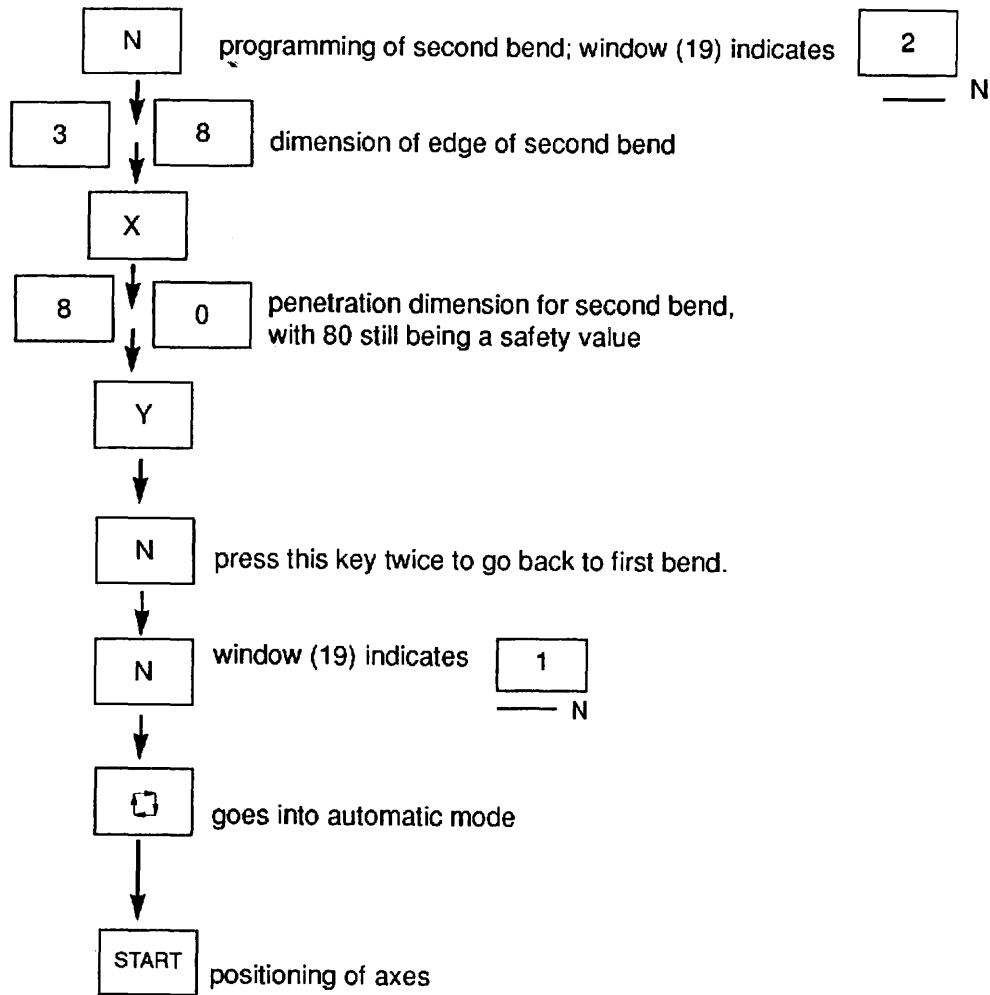 N programming of second bend; window (19) indicates 2
N
3 8 dimension of edge of second bend
X
8 0 penetration dimension for second bend,
with 80 still being a safety value
Y
N press this key twice to go back to first bend.
N window (19) indicates 1
N
goes into automatic mode
START positioning of axes